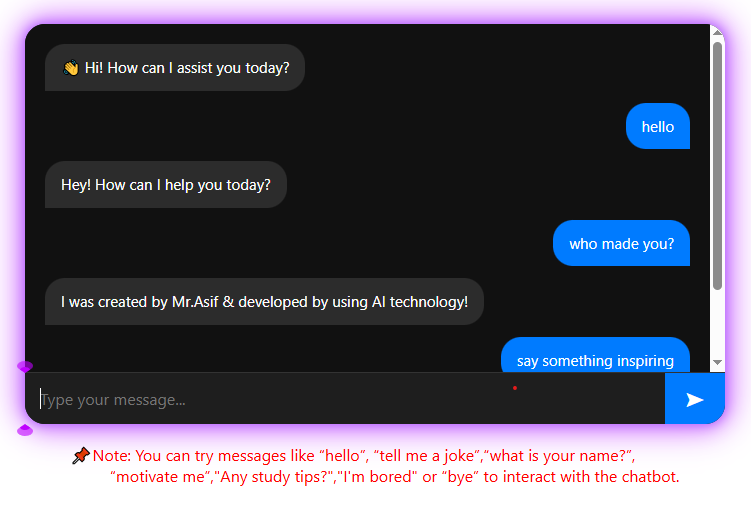 👋 Hi! How can I assist you today?
hello
Hey! How can I help you today?
who made you?
I was created by Mr.Asif & developed by using AI technology!
say something inspiring
Type your message...
📌Note: You can try messages like “hello”, “tell me a joke”,“what is your name?”,
“motivate me”,"Any study tips?","I'm bored" or “bye” to interact with the chatbot.